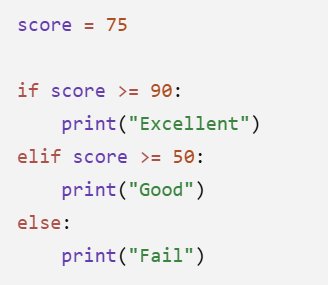 score = 75

if score >= 90:
    print("Excellent")
elif score >= 50:
    print("Good")
else:
    print("Fail")